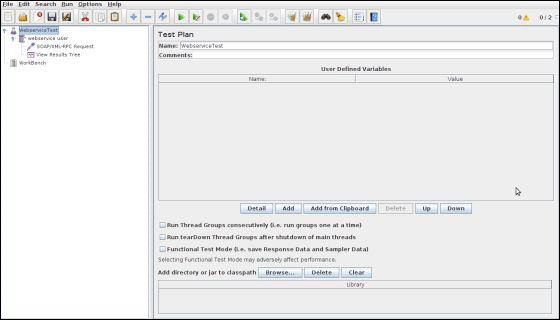 File Edit Search Run Options Help
0 0 / 2
WebserviceTest
webservice user
SOAP/XML-RPC Request
View Results Tree
WorkBench
Test Plan
Name: WebserviceTest
Comments:
User Defined Variables
Name: Value
Detail Add Add from Clipboard Delete Up Down
Run Thread Groups consecutively (i.e. run groups one at a time)
Run tearDown Thread Groups after shutdown of main threads
Functional Test Mode (i.e. save Response Data and Sampler Data)
Selecting Functional Test Mode may adversely affect performance.
Add directory or jar to classpath Browse... Delete Clear
Library